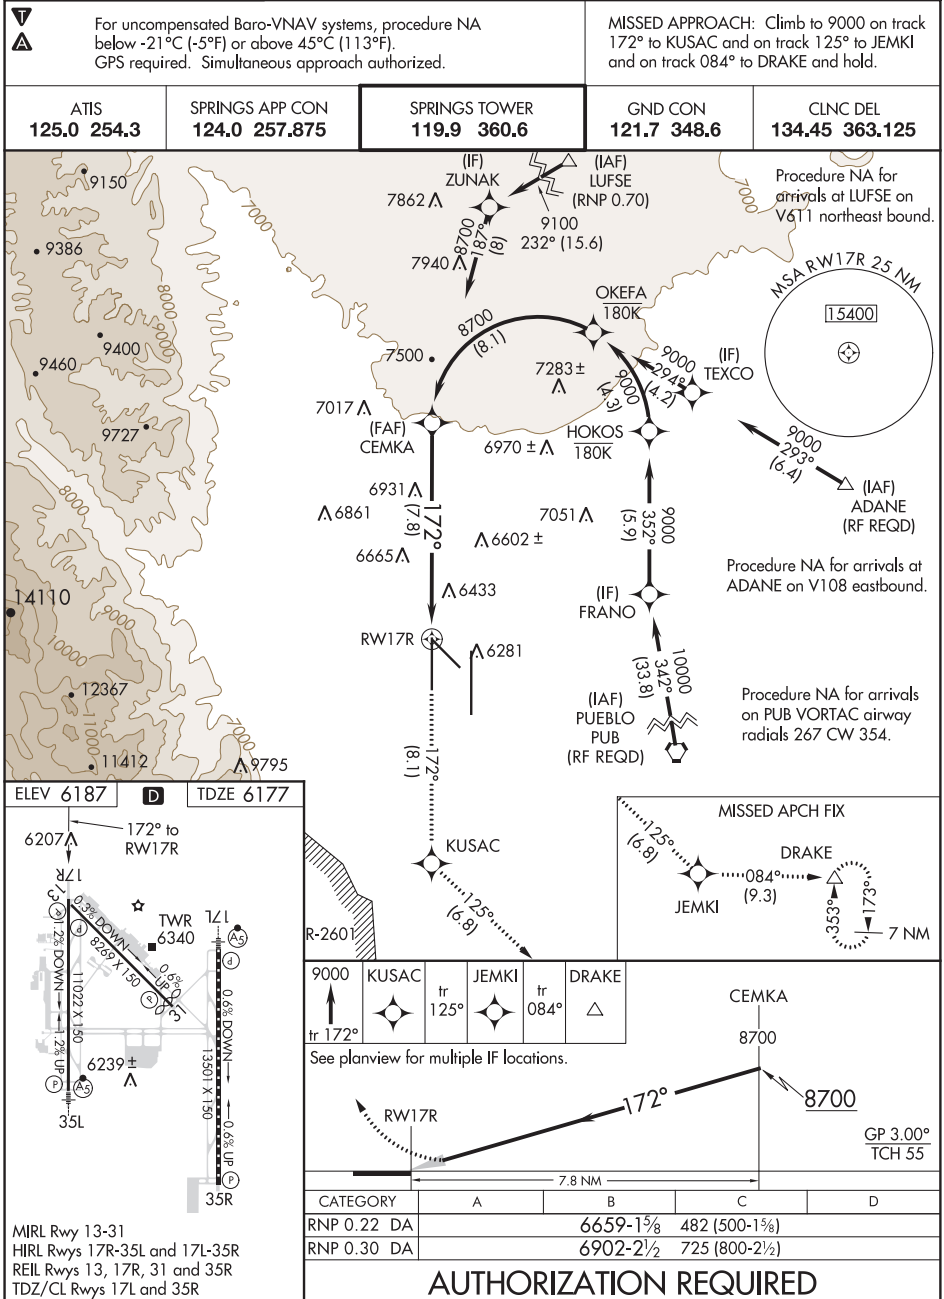 T
A
For uncompensated Baro-VNAV systems, procedure NA
below -21°C (-5°F) or above 45°C (113°F).
GPS required. Simultaneous approach authorized.
MISSED APPROACH: Climb to 9000 on track
172° to KUSAC and on track 125° to JEMKI
and on track 084° to DRAKE and hold.
ATIS
125.0 254.3
SPRINGS APP CON
124.0 257.875
SPRINGS TOWER
119.9 360.6
GND CON
121.7 348.6
CLNC DEL
134.45 363.125
9150
9386
9400
9460
9727
14110
12367
11412
9795
7000
8000
9000
7000
8000
9000
10000
11000
7000
7000
(IF)
ZUNAK
(IAF)
LUFSE
(RNP 0.70)
9100
232° (15.6)
7862
7940
8700
187°
(8)
Procedure NA for
arrivals at LUFSE on
V611 northeast bound.
MSA RW17R 25 NM
15400
OKEFA
180K
8700
(8.1)
7500
7283 ±
9000
(4.3)
9000
294°
(4.2)
(IF)
TEXCO
7017
(FAF)
CEMKA
6970 ±
HOKOS
180K
9000
293°
(6.4)
(IAF)
ADANE
(RF REQD)
6931
6861
172°
(7.8)
7051
6602 ±
6665
9000
352°
(5.9)
Procedure NA for arrivals at
ADANE on V108 eastbound.
6433
(IF)
FRANO
RW17R
6281
10000
342°
(33.8)
(IAF)
PUEBLO
PUB
(RF REQD)
Procedure NA for arrivals
on PUB VORTAC airway
radials 267 CW 354.
172°
(8.1)
KUSAC
125°
(6.8)
R-2601
MISSED APCH FIX
125°
(6.8)
JEMKI
084°
(9.3)
DRAKE
353°
173°
7 NM
ELEV 6187
D
TDZE 6177
172° to
RW17R
6207
17R
13
0.3% DOWN
8269 X 150
0.6%
UP
31
TWR
6340
17L
A5
P
P
P
P
1.2% DOWN
11022 X 150
1.2% UP
0.6% DOWN
13501 X 150
0.6% UP
6239 ±
P
A5
35L
P
35R
MIRL Rwy 13-31
HIRL Rwys 17R-35L and 17L-35R
REIL Rwys 13, 17R, 31 and 35R
TDZ/CL Rwys 17L and 35R
9000
tr 172°
KUSAC
tr
125°
JEMKI
tr
084°
DRAKE
See planview for multiple IF locations.
CEMKA
8700
8700
172°
RW17R
GP 3.00°
TCH 55
7.8 NM
CATEGORY A B C D
RNP 0.22 DA 6659-1⅝ 482 (500-1⅝)
RNP 0.30 DA 6902-2½ 725 (800-2½)
AUTHORIZATION REQUIRED